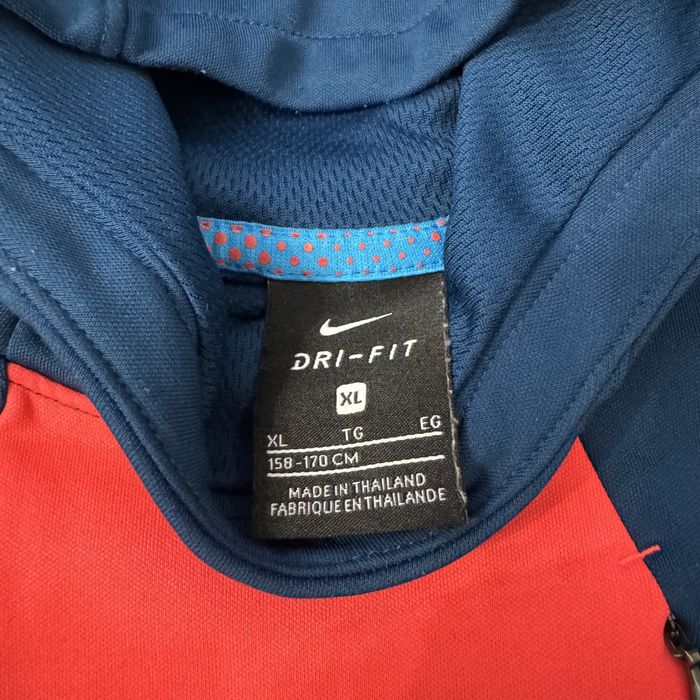 DRI-FIT
XL
XL TG EG
158-170 CM
MADE IN THAILAND
FABRIQUE EN THAILANDE